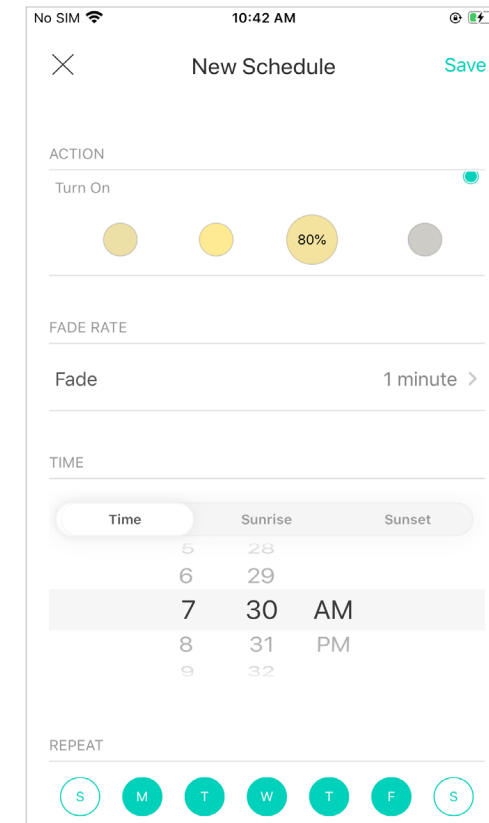 No SIM 10:42 AM
New Schedule Save
ACTION
Turn On
80%
FADE RATE
Fade 1 minute
TIME
Time Sunrise Sunset
5 28
6 29
7 30 AM
8 31 PM
9 32
REPEAT
S M T W T F S